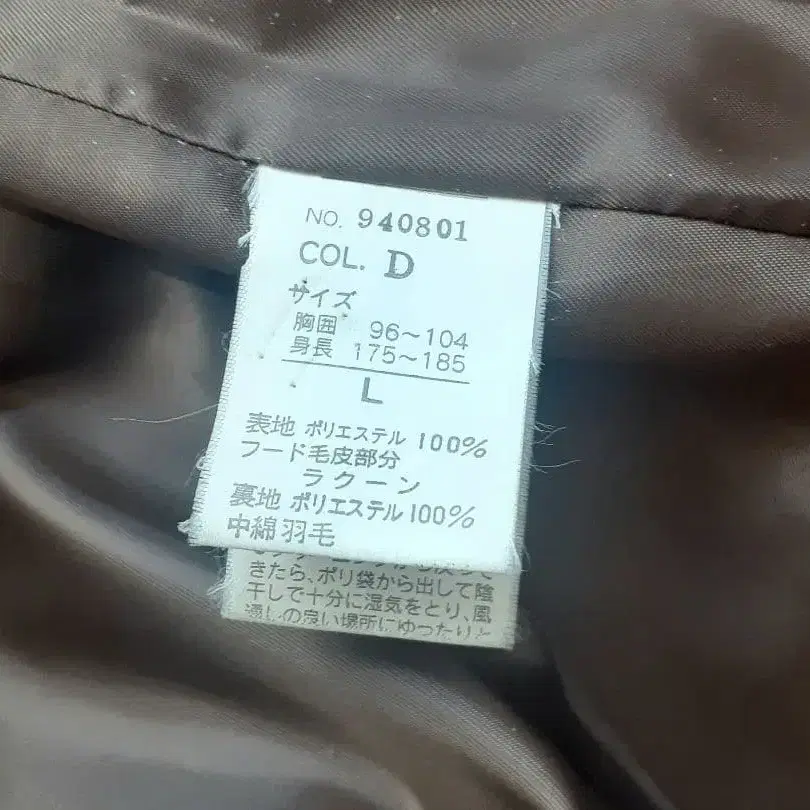 NO. 940801
COL. D
サイズ
胸囲 96〜104
身長 175〜185
L
表地 ポリエステル 100%
フード毛皮部分
ラクーン
裏地 ポリエステル100%
中綿 羽毛
きたら、ポリ袋から出して陰
干しで十分に湿気をとり、風
通しの良い場所にゆったりと